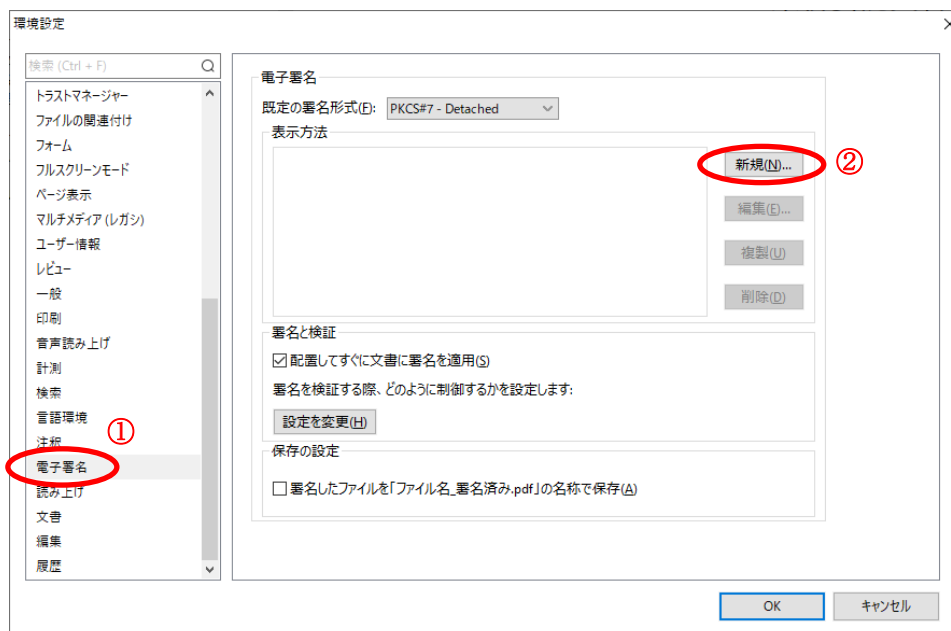 環境設定
検索 (Ctrl + F)
トラストマネージャー
ファイルの関連付け
フォーム
フルスクリーンモード
ページ表示
マルチメディア (レガシ)
ユーザー情報
レビュー
一般
印刷
音声読み上げ
計測
検索
言語環境
①
注釈
電子署名
読み上げ
文書
編集
履歴
電子署名
既定の署名形式(F): PKCS#7 - Detached
表示方法
新規(N)... ②
編集(E)...
複製(U)
削除(D)
署名と検証
配置してすぐに文書に署名を適用(S)
署名を検証する際、どのように制御するかを設定します:
設定を変更(H)
保存の設定
署名したファイルを「ファイル名_署名済み.pdf」の名称で保存(A)
OK キャンセル